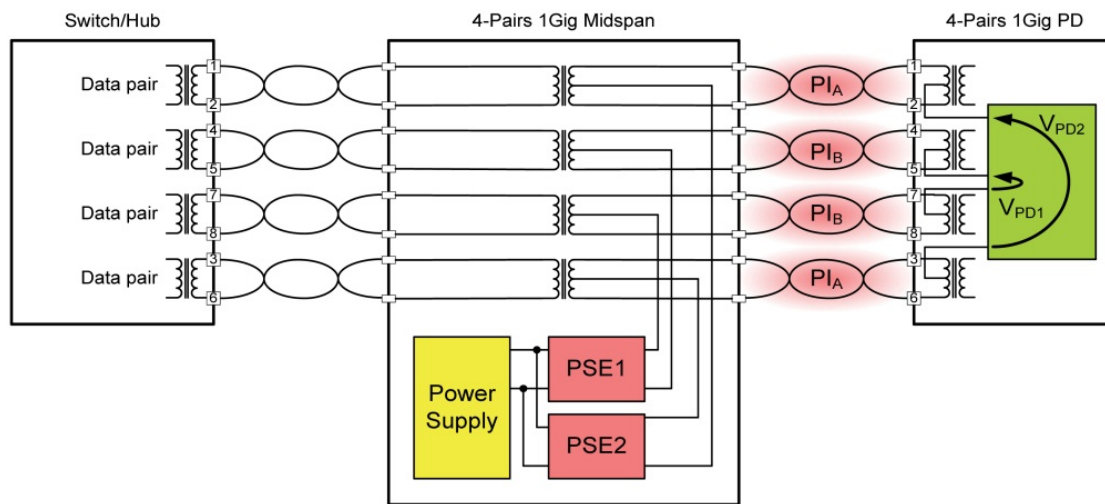 Switch/Hub
4-Pairs 1Gig Midspan
4-Pairs 1Gig PD
Data pair
1
2
PIA
1
2
Data pair
4
5
PIB
4
5
VPD2
Data pair
7
8
PIB
7
8
VPD1
Data pair
3
6
PIA
3
6
Power
Supply
PSE1
PSE2